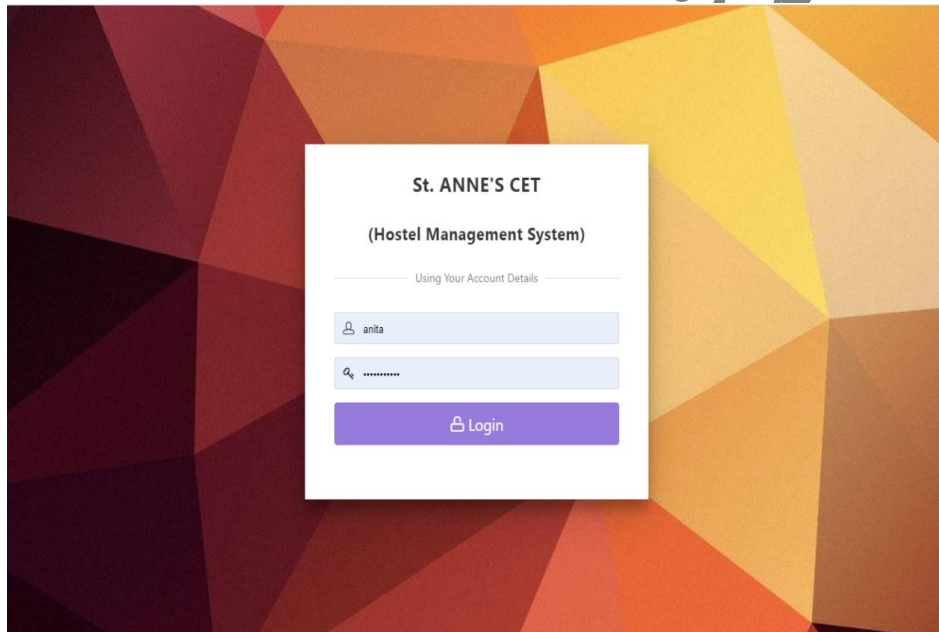 St. ANNE'S CET
(Hostel Management System)
Using Your Account Details
anita
•••••••••••
Login